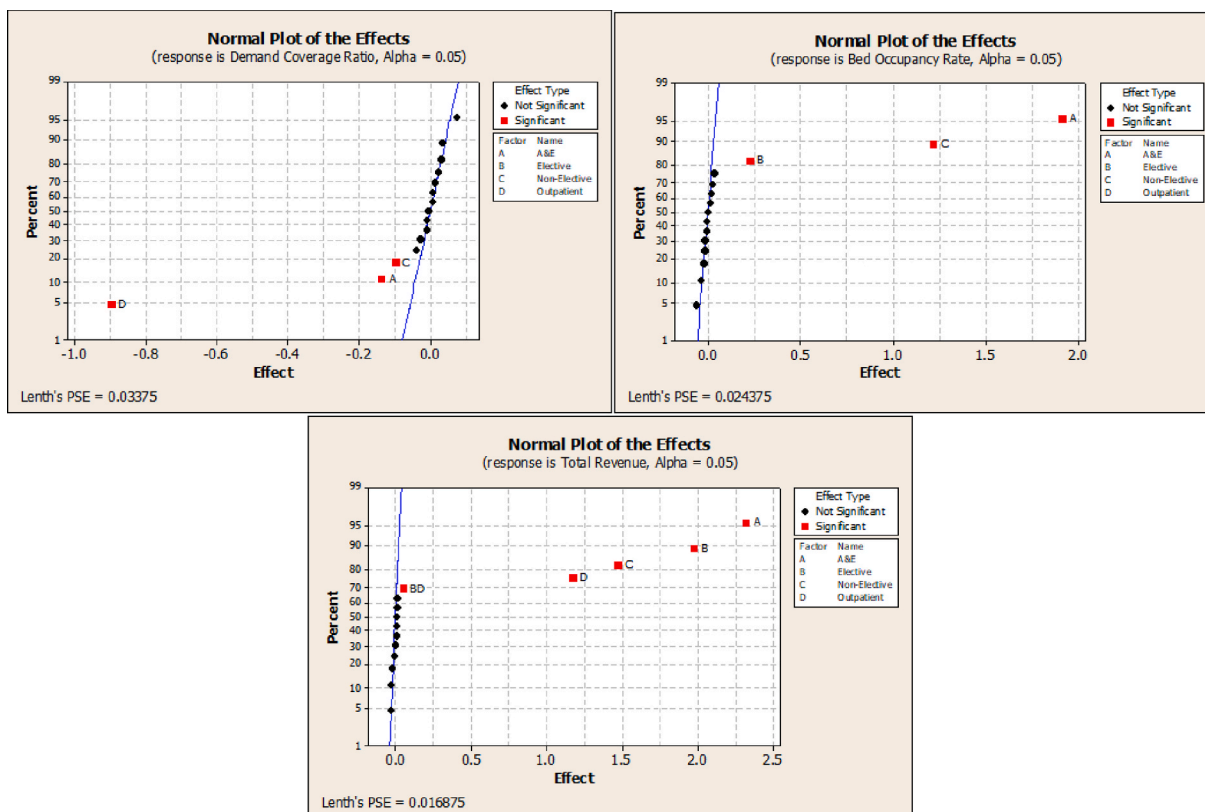 Normal Plot of the Effects
(response is Demand Coverage Ratio, Alpha = 0.05)
Percent
99
95
90
80
70
60
50
40
30
20
10
5
1
C
A
D
-1.0 -0.8 -0.6 -0.4 -0.2 0.0
Effect
Lenth's PSE = 0.03375
Effect Type
Not Significant
Significant
Factor Name
A A&E
B Elective
C Non-Elective
D Outpatient
Normal Plot of the Effects
(response is Bed Occupancy Rate, Alpha = 0.05)
Percent
99
95
90
80
70
60
50
40
30
20
10
5
1
A
C
B
0.0 0.5 1.0 1.5 2.0
Effect
Lenth's PSE = 0.024375
Effect Type
Not Significant
Significant
Factor Name
A A&E
B Elective
C Non-Elective
D Outpatient
Normal Plot of the Effects
(response is Total Revenue, Alpha = 0.05)
Percent
99
95
90
80
70
60
50
40
30
20
10
5
1
A
B
C
D
BD
0.0 0.5 1.0 1.5 2.0 2.5
Effect
Lenth's PSE = 0.016875
Effect Type
Not Significant
Significant
Factor Name
A A&E
B Elective
C Non-Elective
D Outpatient